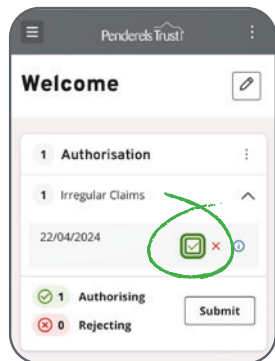 Penderels Trust
Welcome
1 Authorisation
1 Irregular Claims
22/04/2024
1 Authorising
0 Rejecting
Submit